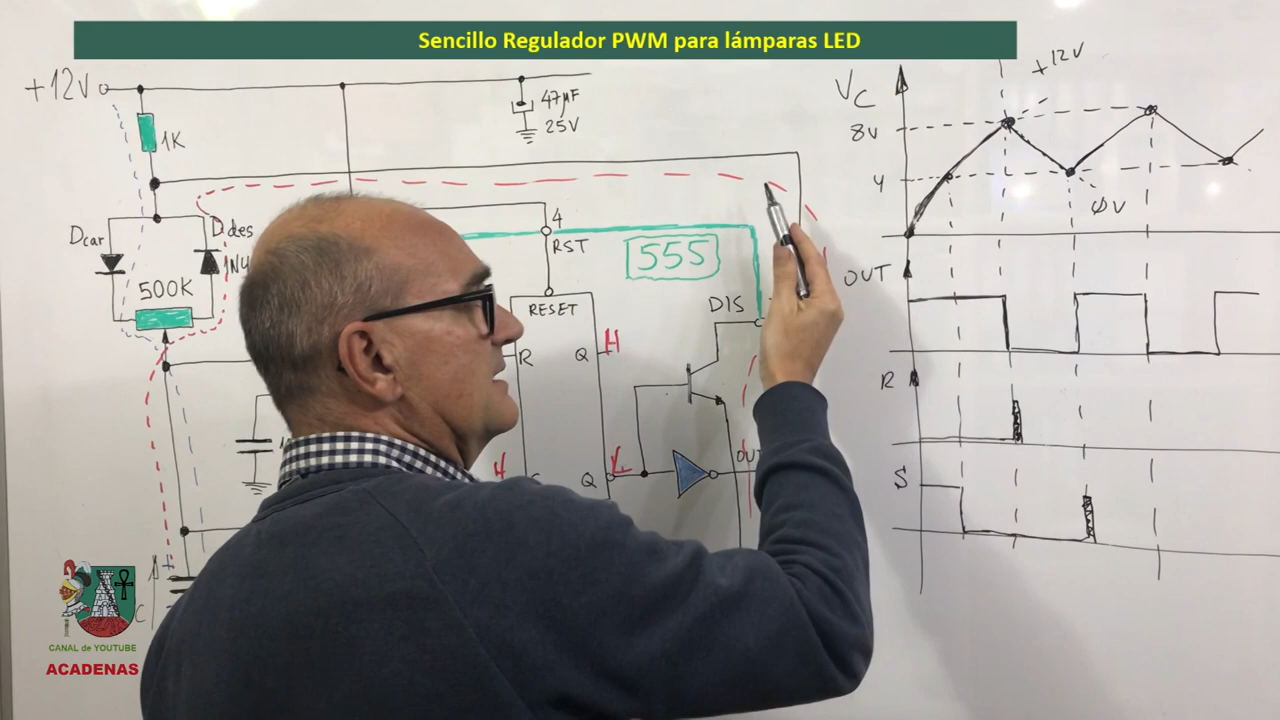 Sencillo Regulador PWM para lámparas LED
+12V
47µF
25V
1K
Dcar
Ddes
500K
4
RST
555
RESET
R
Q
H
DIS
H
Q
L
OUT
C
VC
+12V
8V
4
ØV
OUT
R
S
CANAL de YOUTUBE
ACADENAS